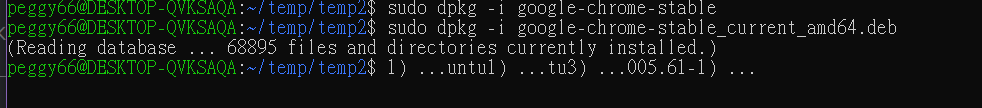 peggy66@DESKTOP-QVKSAQA:~/temp/temp2$ sudo dpkg -i google-chrome-stable
peggy66@DESKTOP-QVKSAQA:~/temp/temp2$ sudo dpkg -i google-chrome-stable_current_amd64.deb
(Reading database ... 68895 files and directories currently installed.)
peggy66@DESKTOP-QVKSAQA:~/temp/temp2$ l) ...untul) ...tu3) ...005.61-1) ...